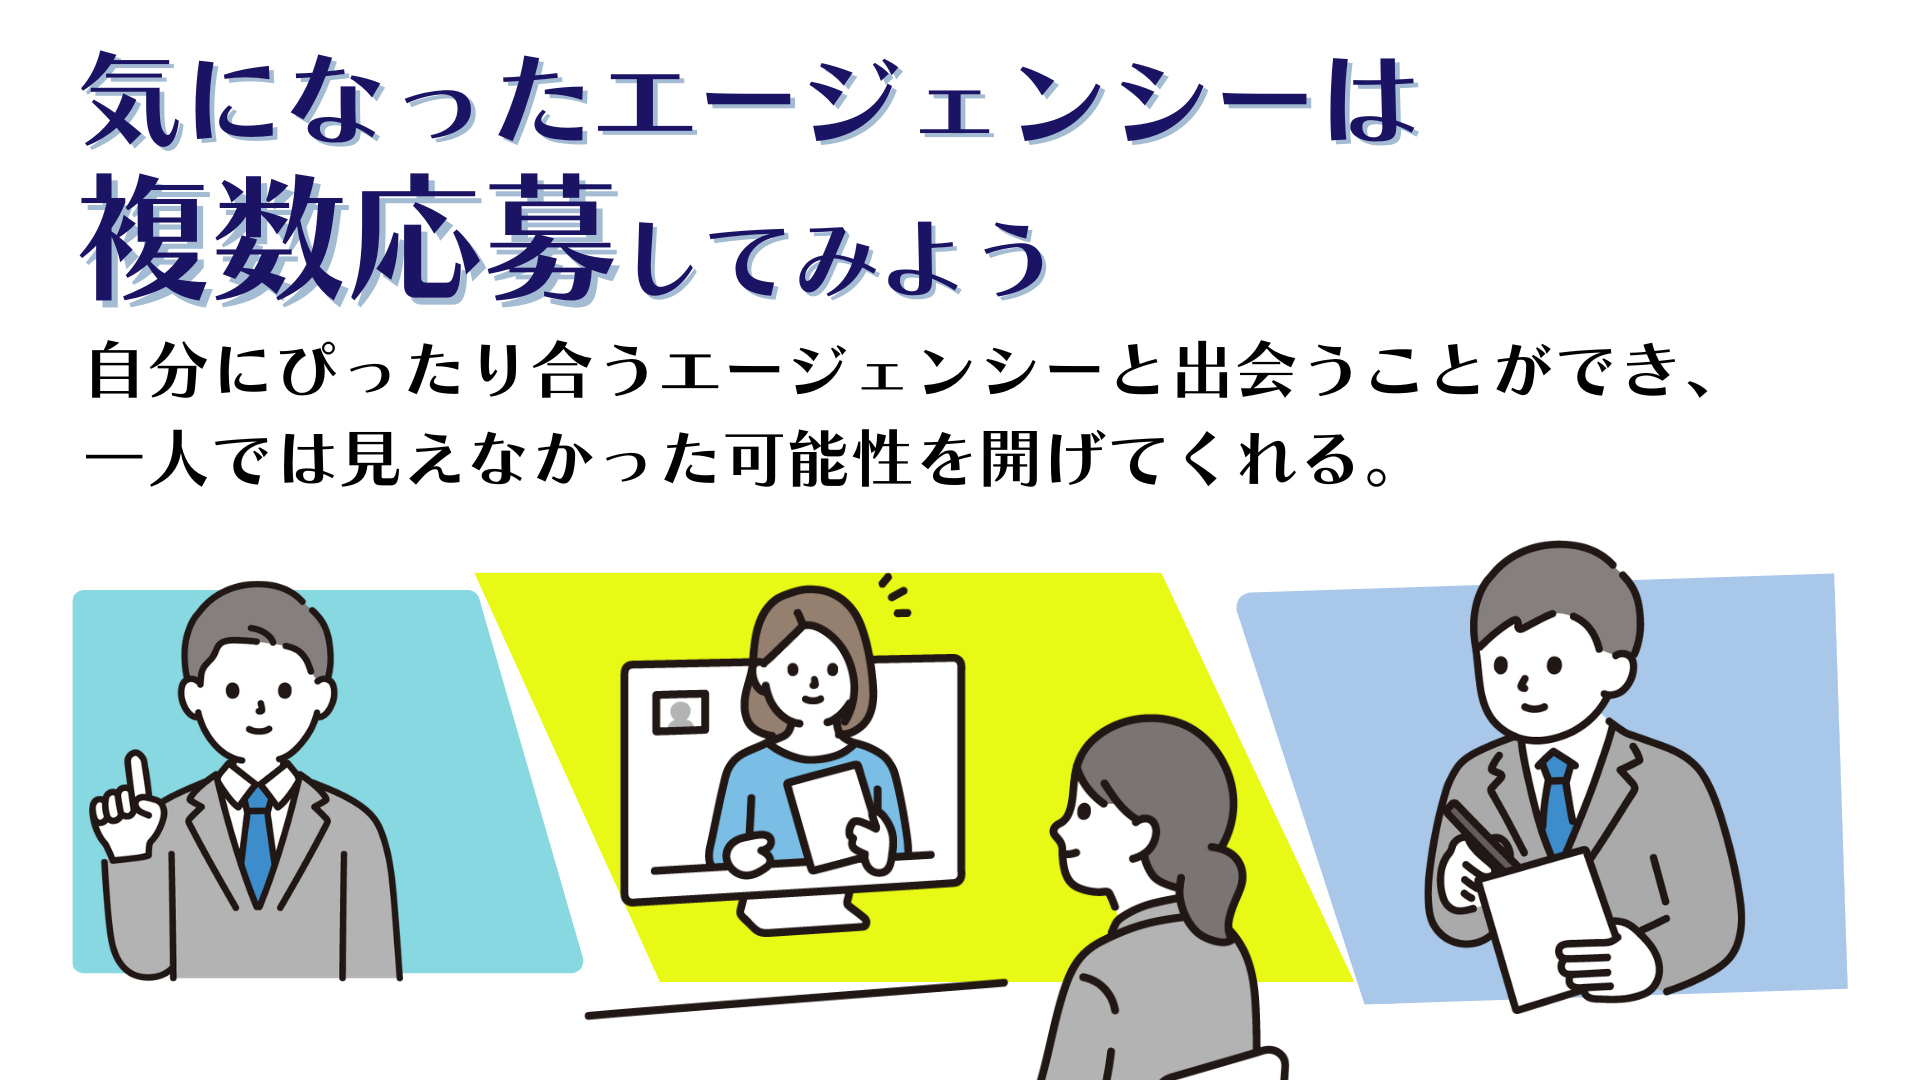 気になったエージェンシーは
複数応募してみよう
自分にぴったり合うエージェンシーと出会うことができ、
一人では見えなかった可能性を開げてくれる。